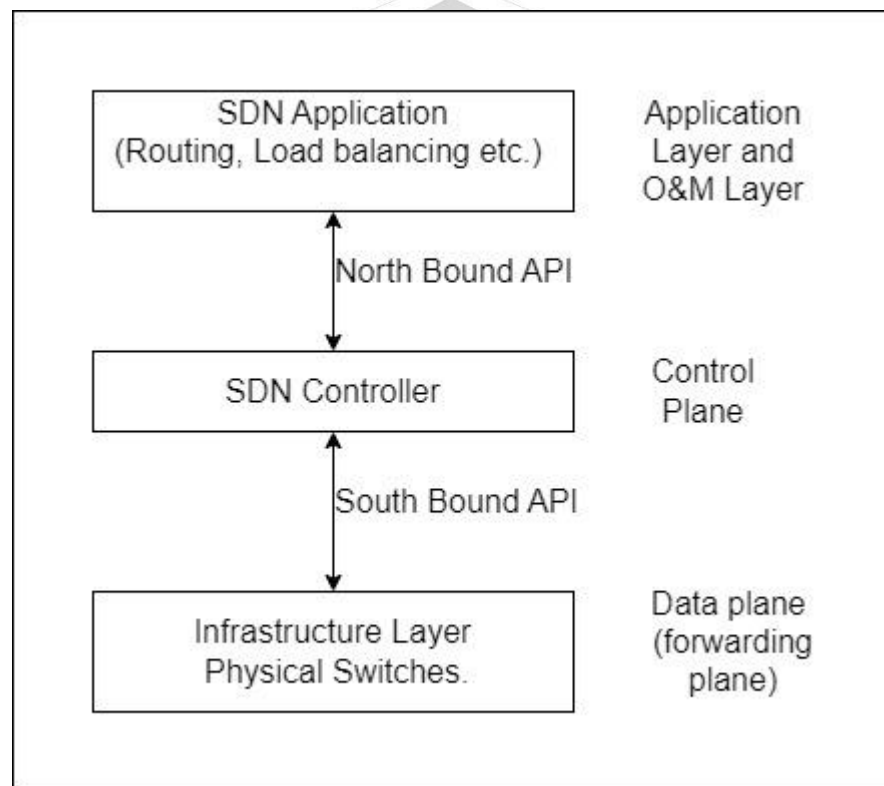 SDN Application
(Routing, Load balancing etc.)
Application
Layer and
O&M Layer
North Bound API
SDN Controller
Control
Plane
South Bound API
Infrastructure Layer
Physical Switches.
Data plane
(forwarding
plane)